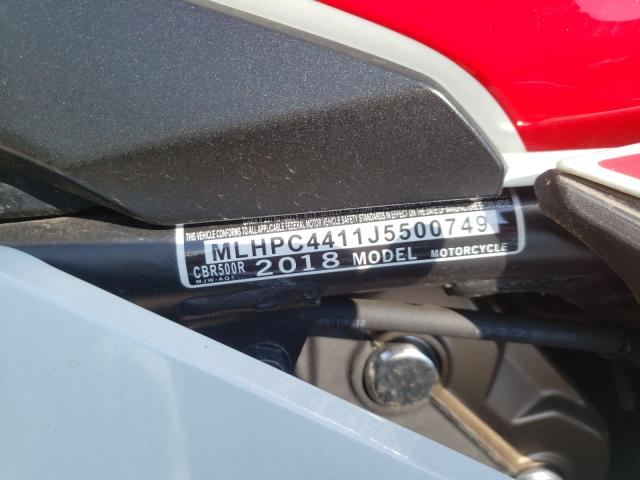 THIS VEHICLE CONFORMS TO ALL APPLICABLE FEDERAL MOTOR VEHICLE SAFETY STANDARDS IN EFFECT ON THE DATE OF
MLHPC4411J5500749
CBR500R 2018 MODEL MOTORCYCLE
MJW-A01